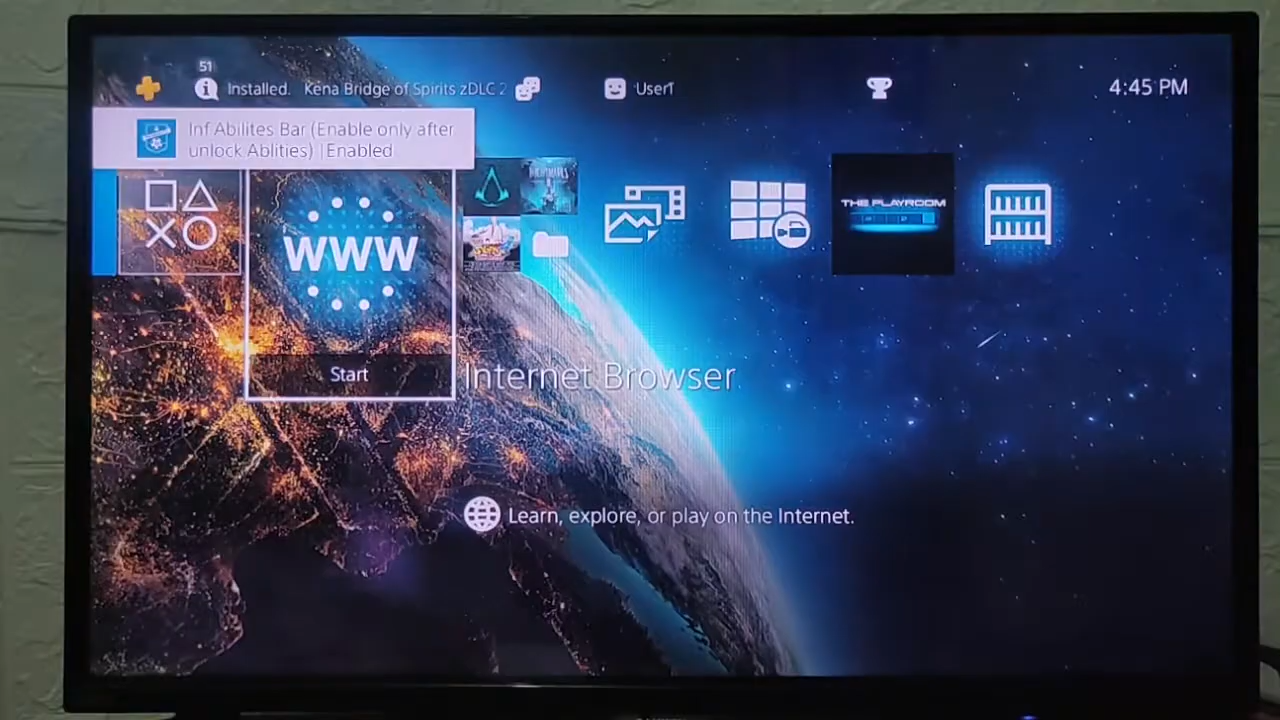 51
Installed. Kena Bridge of Spirits zDLC 2
User1
4:45 PM
Inf Abilites Bar (Enable only after
unlock Ablities) |Enabled
WWW
THE PLAYROOM
Start
Internet Browser
Learn, explore, or play on the Internet.